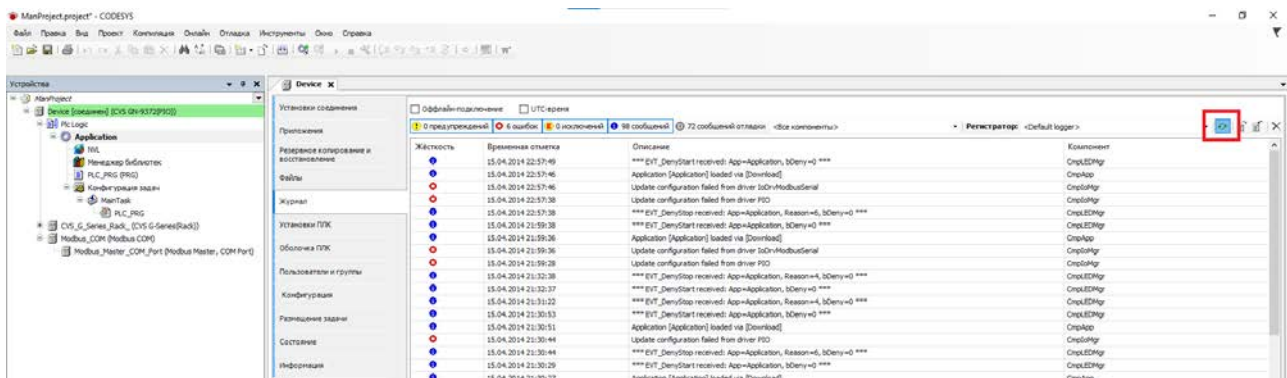 ManProject.project* - CODESYS
Файл Правка Вид Проект Компиляция Онлайн Отладка Инструменты Окно Справка
Устройства
ManProject
Device [соединен] (CVS GN-9372(PIO))
Plc Logic
Application
NVL
Менеджер библиотек
PLC_PRG (PRG)
Конфигурация задач
MainTask
PLC_PRG
CVS_G_Series_Rack_ (CVS G-Series(Rack))
Modbus_COM (Modbus COM)
Modbus_Master_COM_Port (Modbus Master, COM Port)
Device
Установки соединения
Приложения
Резервное копирование и восстановление
Файлы
Журнал
Установки ПЛК
Оболочка ПЛК
Пользователи и группы
Конфигурация
Размещение задачи
Состояние
Информация
Оффлайн-подключение UTC-время
0 предупреждений 6 ошибок 0 исключений 98 сообщений 72 сообщений отладки <Все компоненты> Регистратор: <Default logger>
Жёсткость Временная отметка Описание Компонент
15.04.2014 22:57:49 *** EVT_DenyStart received: App=Application, bDeny=0 *** CmpLEDMgr
15.04.2014 22:57:46 Application [Application] loaded via [Download] CmpApp
15.04.2014 22:57:46 Update configuration failed from driver IoDrvModbusSerial CmpIoMgr
15.04.2014 22:57:38 Update configuration failed from driver PIO CmpIoMgr
15.04.2014 22:57:38 *** EVT_DenyStop received: App=Application, Reason=6, bDeny=0 *** CmpLEDMgr
15.04.2014 21:59:38 *** EVT_DenyStart received: App=Application, bDeny=0 *** CmpLEDMgr
15.04.2014 21:59:36 Application [Application] loaded via [Download] CmpApp
15.04.2014 21:59:36 Update configuration failed from driver IoDrvModbusSerial CmpIoMgr
15.04.2014 21:59:28 Update configuration failed from driver PIO CmpIoMgr
15.04.2014 21:32:38 *** EVT_DenyStop received: App=Application, Reason=4, bDeny=0 *** CmpLEDMgr
15.04.2014 21:32:37 *** EVT_DenyStart received: App=Application, bDeny=0 *** CmpLEDMgr
15.04.2014 21:31:22 *** EVT_DenyStop received: App=Application, Reason=4, bDeny=0 *** CmpLEDMgr
15.04.2014 21:30:53 *** EVT_DenyStart received: App=Application, bDeny=0 *** CmpLEDMgr
15.04.2014 21:30:51 Application [Application] loaded via [Download] CmpApp
15.04.2014 21:30:44 Update configuration failed from driver PIO CmpIoMgr
15.04.2014 21:30:44 *** EVT_DenyStop received: App=Application, Reason=6, bDeny=0 *** CmpLEDMgr
15.04.2014 21:30:29 *** EVT_DenyStart received: App=Application, bDeny=0 *** CmpLEDMgr